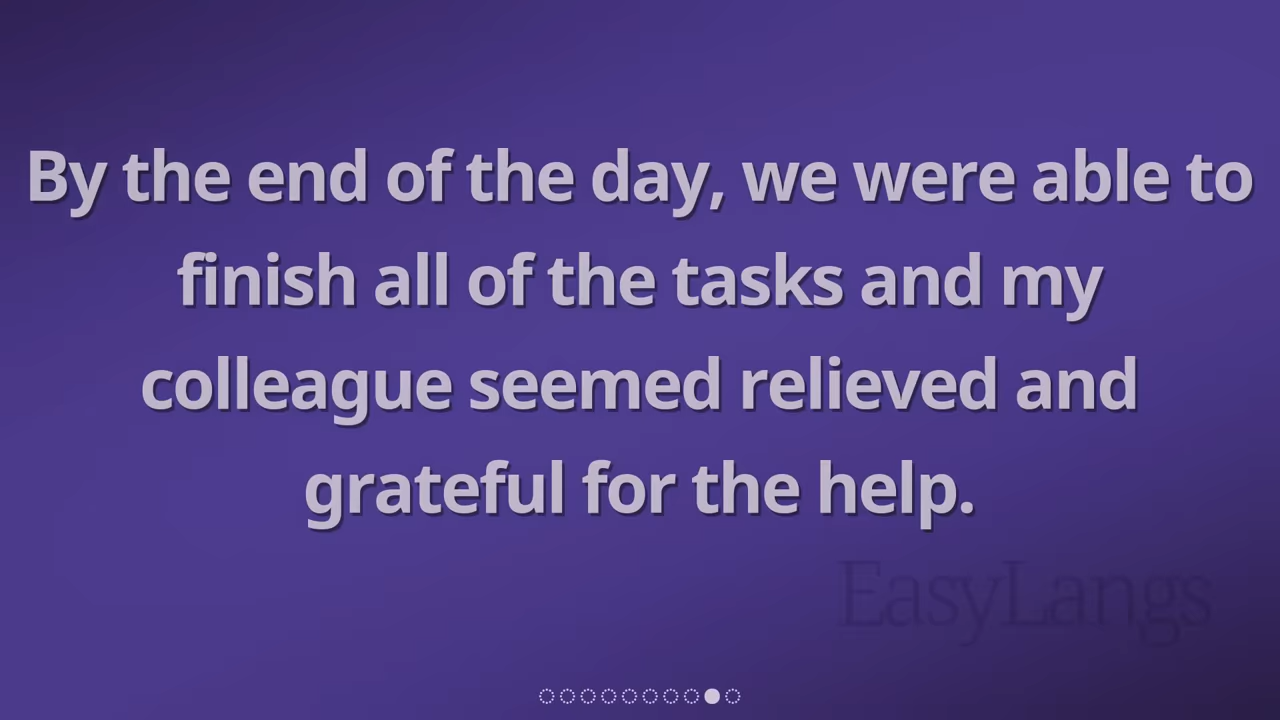 By the end of the day, we were able to
finish all of the tasks and my
colleague seemed relieved and
grateful for the help.
EasyLangs